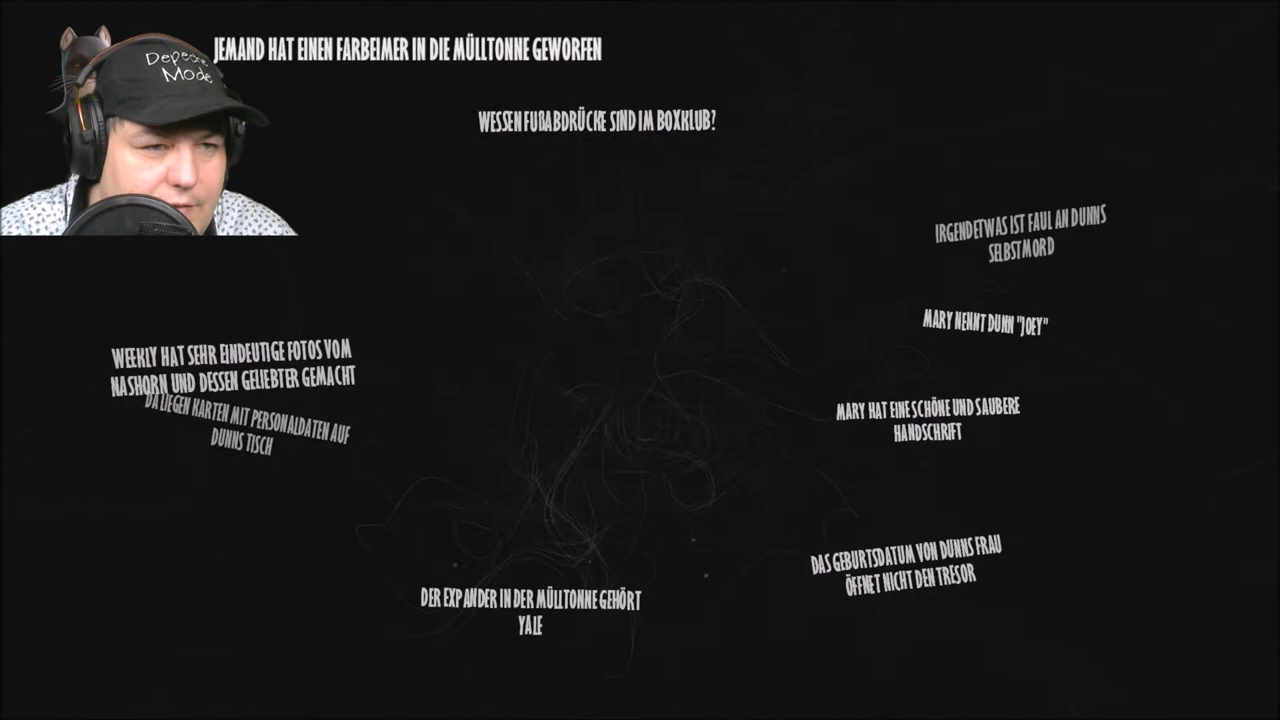 Depeche
Mode
JEMAND HAT EINEN FARBEIMER IN DIE MÜLLTONNE GEWORFEN
WESSEN FUßABDRÜCKE SIND IM BOXKLUB?
IRGENDETWAS IST FAUL AN DUNNS
SELBSTMORD
MARY NENNT DUNN "JOEY"
WEEKLY HAT SEHR EINDEUTIGE FOTOS VOM
NASHORN UND DESSEN GELIEBTER GEMACHT
DA LIEGEN KARTEN MIT PERSONALDATEN AUF
DUNNS TISCH
MARY HAT EINE SCHÖNE UND SAUBERE
HANDSCHRIFT
DAS GEBURTSDATUM VON DUNNS FRAU
ÖFFNET NICHT DEN TRESOR
DER EXPANDER IN DER MÜLLTONNE GEHÖRT
YALE